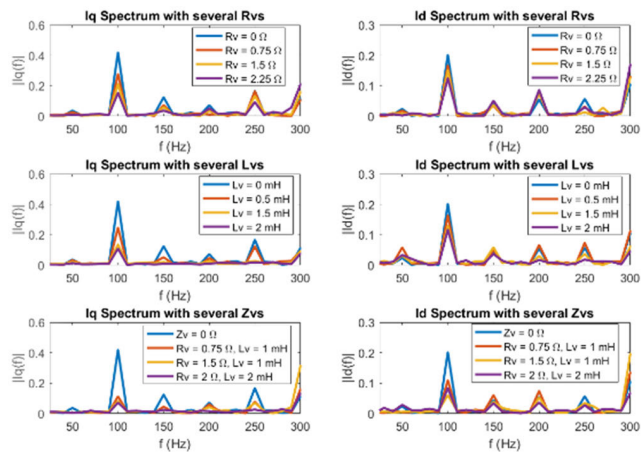 Iq Spectrum with several Rvs
0.6
0.4
0.2
0
||Iq(f)||
Rv = 0 Ω
Rv = 0.75 Ω
Rv = 1.5 Ω
Rv = 2.25 Ω
50 100 150 200 250 300
f (Hz)
Id Spectrum with several Rvs
0.3
0.2
0.1
0
||Id(f)||
Rv = 0 Ω
Rv = 0.75 Ω
Rv = 1.5 Ω
Rv = 2.25 Ω
50 100 150 200 250 300
f (Hz)
Iq Spectrum with several Lvs
0.6
0.4
0.2
0
||Iq(f)||
Lv = 0 mH
Lv = 0.5 mH
Lv = 1.5 mH
Lv = 2 mH
50 100 150 200 250 300
f (Hz)
Id Spectrum with several Lvs
0.3
0.2
0.1
0
||Id(f)||
Lv = 0 mH
Lv = 0.5 mH
Lv = 1.5 mH
Lv = 2 mH
50 100 150 200 250 300
f (Hz)
Iq Spectrum with several Zvs
0.6
0.4
0.2
0
||Iq(f)||
Zv = 0 Ω
Rv = 0.75 Ω, Lv = 1 mH
Rv = 1.5 Ω, Lv = 1 mH
Rv = 2 Ω, Lv = 2 mH
50 100 150 200 250 300
f (Hz)
Id Spectrum with several Zvs
0.3
0.2
0.1
0
||Id(f)||
Zv = 0 Ω
Rv = 0.75 Ω, Lv = 1 mH
Rv = 1.5 Ω, Lv = 1 mH
Rv = 2 Ω, Lv = 2 mH
50 100 150 200 250 300
f (Hz)